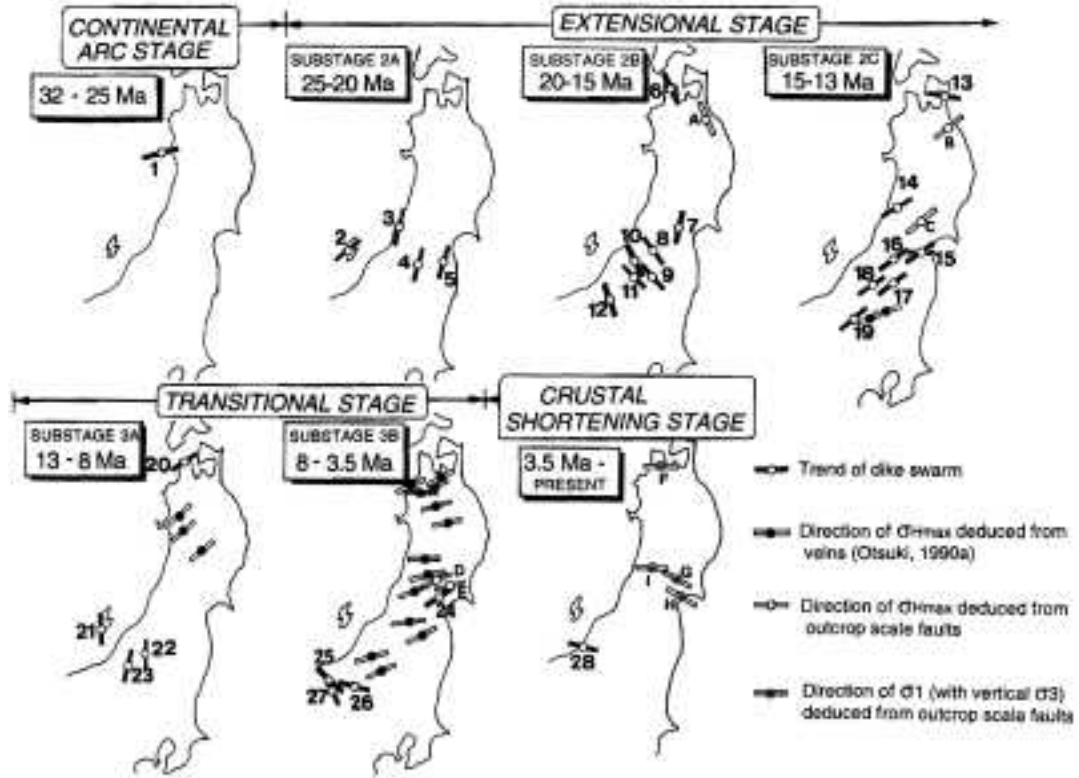 CONTINENTAL
ARC STAGE
EXTENSIONAL STAGE
32 - 25 Ma
SUBSTAGE 2A
25-20 Ma
SUBSTAGE 2B
20-15 Ma
SUBSTAGE 2C
15-13 Ma
1
2
3
4
5
6
A
7
8
9
10
11
12
13
B
14
C
15
16
17
18
19
TRANSITIONAL STAGE
CRUSTAL
SHORTENING STAGE
SUBSTAGE 3A
13 - 8 Ma
SUBSTAGE 3B
8 - 3.5 Ma
3.5 Ma -
PRESENT
20
21
22
23
D
E
24
25
26
27
F
G
H
I
28
Trend of dike swarm
Direction of σHmax deduced from
veins (Otsuki, 1990a)
Direction of σHmax deduced from
outcrop scale faults
Direction of σ1 (with vertical σ3)
deduced from outcrop scale faults